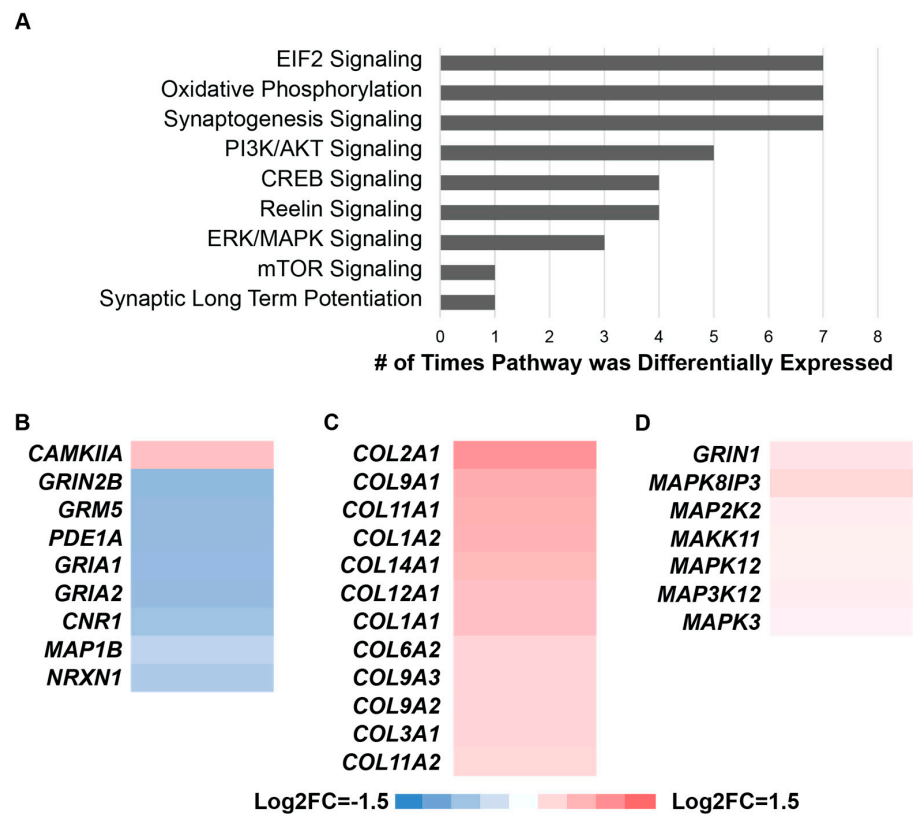 A
EIF2 Signaling
Oxidative Phosphorylation
Synaptogenesis Signaling
PI3K/AKT Signaling
CREB Signaling
Reelin Signaling
ERK/MAPK Signaling
mTOR Signaling
Synaptic Long Term Potentiation
0 1 2 3 4 5 6 7 8
# of Times Pathway was Differentially Expressed
B
CAMKIIA
GRIN2B
GRM5
PDE1A
GRIA1
GRIA2
CNR1
MAP1B
NRXN1
C
COL2A1
COL9A1
COL11A1
COL1A2
COL14A1
COL12A1
COL1A1
COL6A2
COL9A3
COL9A2
COL3A1
COL11A2
D
GRIN1
MAPK8IP3
MAP2K2
MAKK11
MAPK12
MAP3K12
MAPK3
Log2FC=-1.5 Log2FC=1.5